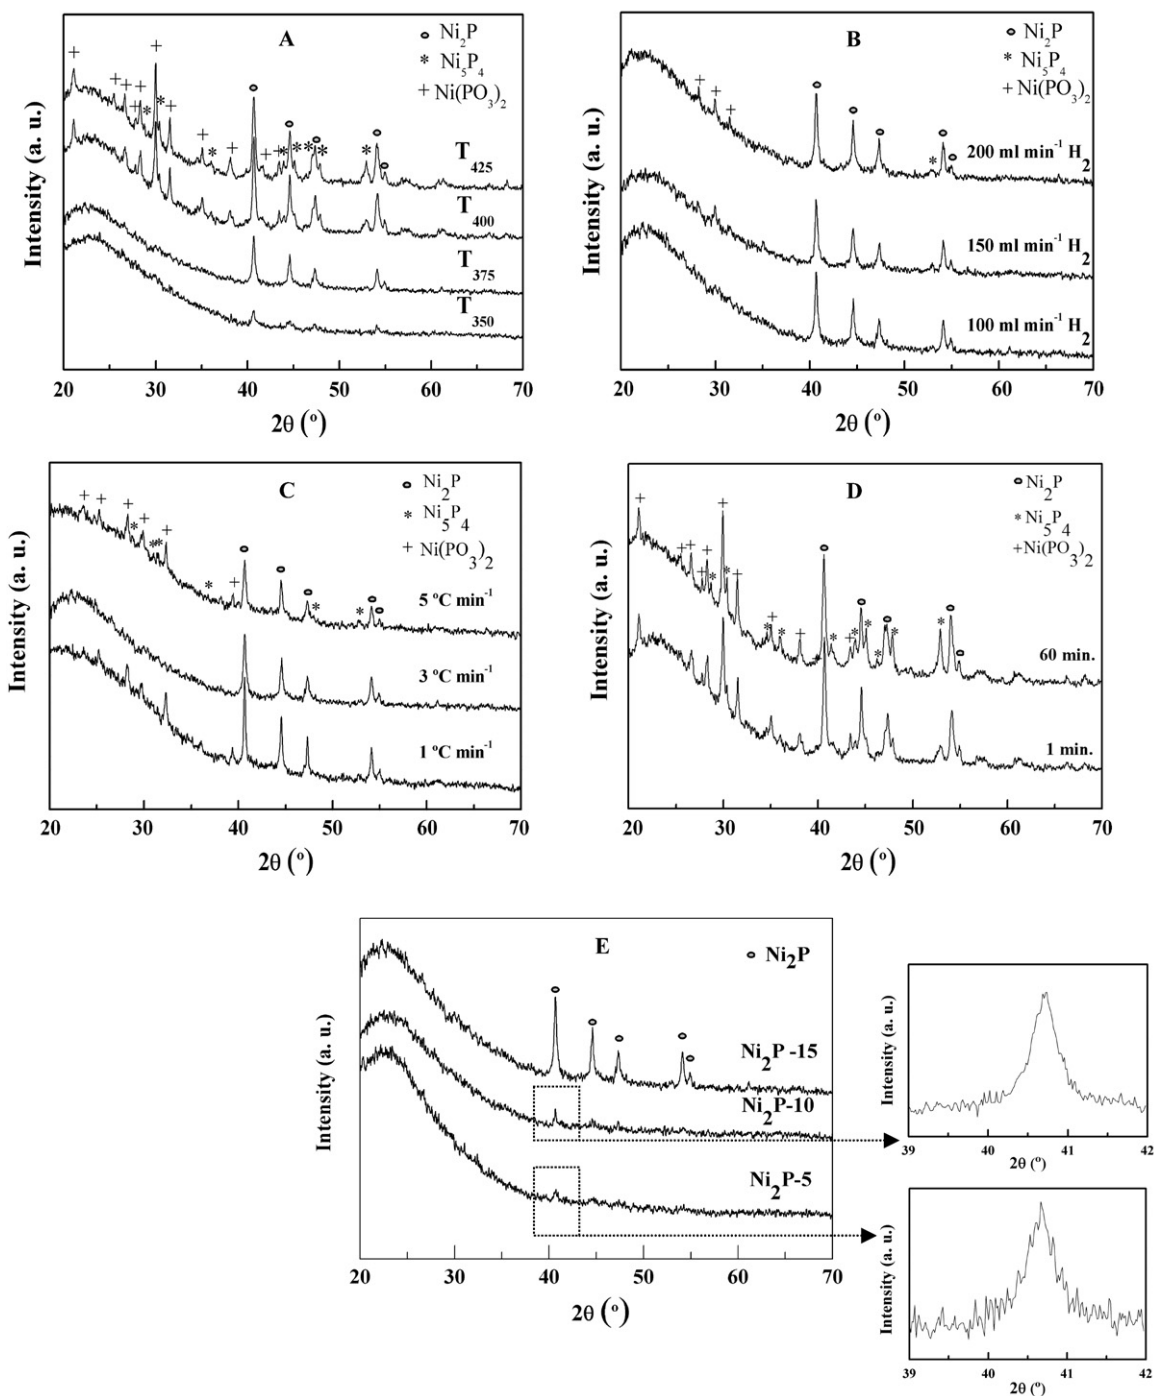 A
Ni2P
* Ni5P4
+ Ni(PO3)2
T425
T400
T375
T350
Intensity (a. u.)
20 30 40 50 60 70
2θ (º)
B
Ni2P
* Ni5P4
+ Ni(PO3)2
200 ml min-1 H2
150 ml min-1 H2
100 ml min-1 H2
Intensity (a. u.)
20 30 40 50 60 70
2θ (º)
C
Ni2P
* Ni5P4
+ Ni(PO3)2
5 ºC min-1
3 ºC min-1
1 ºC min-1
Intensity (a. u.)
20 30 40 50 60 70
2θ (º)
D
Ni2P
* Ni5P4
+Ni(PO3)2
60 min.
1 min.
Intensity (a. u.)
20 30 40 50 60 70
2θ (º)
E
Ni2P
Ni2P -15
Ni2P-10
Ni2P-5
Intensity (a. u.)
20 30 40 50 60 70
2θ (º)
Intensity (a. u.)
39 40 41 42
2θ (º)
Intensity (a. u.)
39 40 41 42
2θ (º)